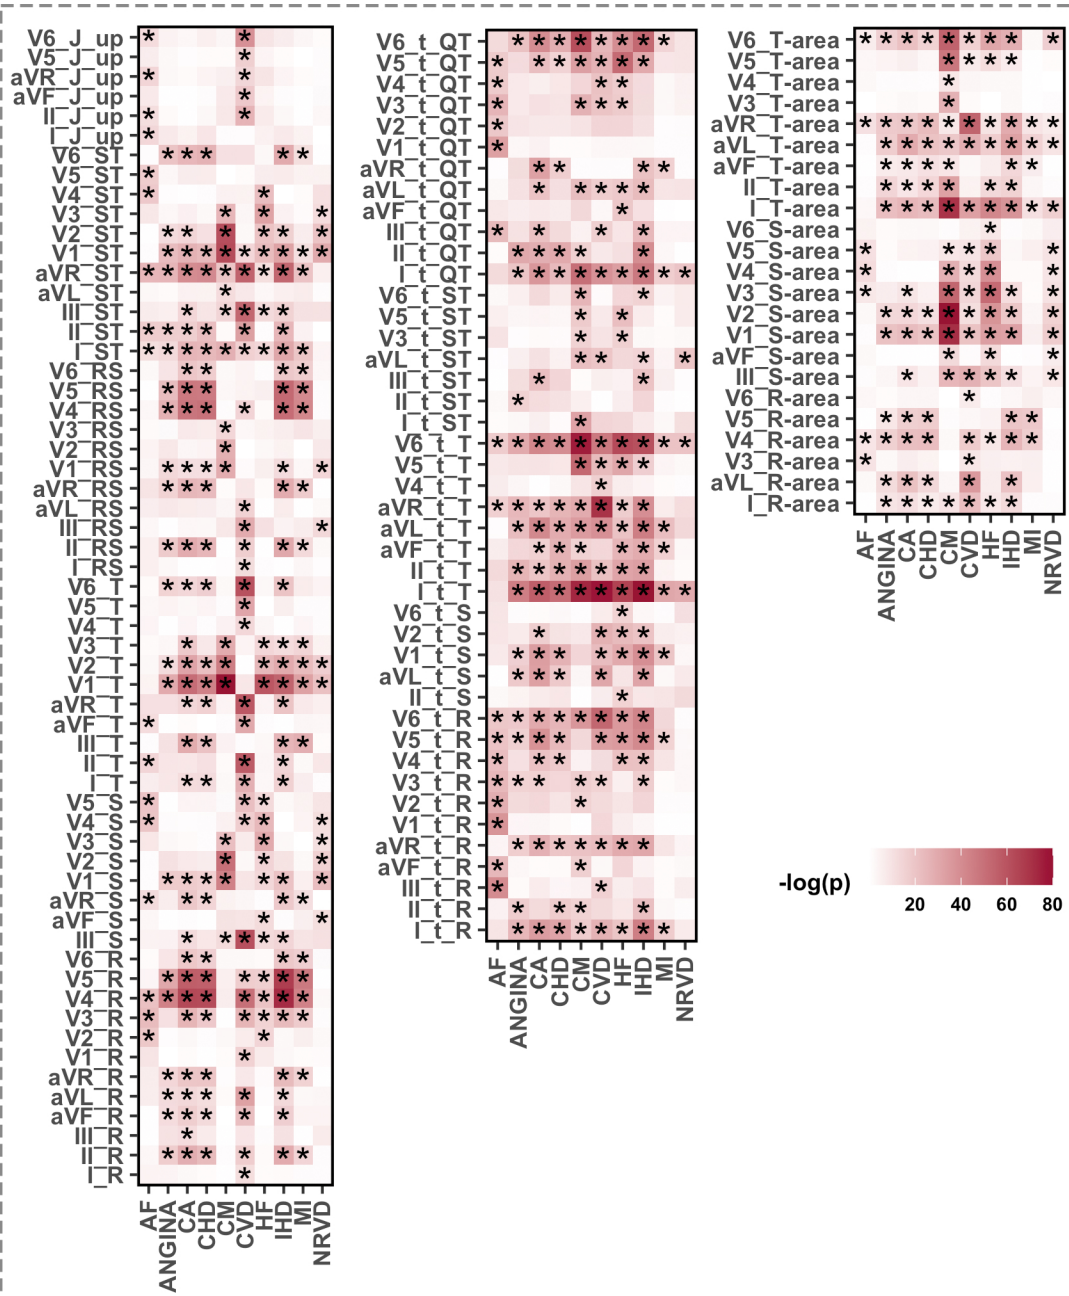 V6_J_up
V5_J_up
aVR_J_up
aVF_J_up
II_J_up
I_J_up
V6_ST
V5_ST
V4_ST
V3_ST
V2_ST
V1_ST
aVR_ST
aVL_ST
III_ST
II_ST
I_ST
V6_RS
V5_RS
V4_RS
V3_RS
V2_RS
V1_RS
aVR_RS
aVL_RS
III_RS
II_RS
I_RS
V6_T
V5_T
V4_T
V3_T
V2_T
V1_T
aVR_T
aVF_T
III_T
II_T
I_T
V5_S
V4_S
V3_S
V2_S
V1_S
aVR_S
aVF_S
III_S
V6_R
V5_R
V4_R
V3_R
V2_R
V1_R
aVR_R
aVL_R
aVF_R
III_R
II_R
I_R
AF
ANGINA
CA
CHD
CM
CVD
HF
IHD
MI
NRVD
V6_t_QT
V5_t_QT
V4_t_QT
V3_t_QT
V2_t_QT
V1_t_QT
aVR_t_QT
aVL_t_QT
aVF_t_QT
III_t_QT
II_t_QT
I_t_QT
V6_t_ST
V5_t_ST
V3_t_ST
aVL_t_ST
III_t_ST
II_t_ST
I_t_ST
V6_t_T
V5_t_T
V4_t_T
aVR_t_T
aVL_t_T
aVF_t_T
II_t_T
I_t_T
V6_t_S
V2_t_S
V1_t_S
aVL_t_S
II_t_S
V6_t_R
V5_t_R
V4_t_R
V3_t_R
V2_t_R
V1_t_R
aVR_t_R
aVF_t_R
III_t_R
II_t_R
I_t_R
AF
ANGINA
CA
CHD
CM
CVD
HF
IHD
MI
NRVD
V6_T-area
V5_T-area
V4_T-area
V3_T-area
aVR_T-area
aVL_T-area
aVF_T-area
II_T-area
I_T-area
V6_S-area
V5_S-area
V4_S-area
V3_S-area
V2_S-area
V1_S-area
aVF_S-area
III_S-area
V6_R-area
V5_R-area
V4_R-area
V3_R-area
aVL_R-area
I_R-area
AF
ANGINA
CA
CHD
CM
CVD
HF
IHD
MI
NRVD
-log(p)
20 40 60 80